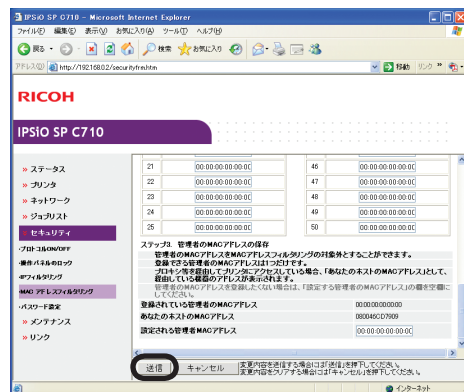 IPSiO SP C710 - Microsoft Internet Explorer
ファイル(F) 編集(E) 表示(V) お気に入り(A) ツール(T) ヘルプ(H)
戻る 検索 お気に入り
アドレス(D) http://192.168.0.2/securityfrm.htm 移動 リンク »
RICOH
IPSiO SP C710
» ステータス
» プリンタ
» ネットワーク
» ジョブリスト
» セキュリティ
・プロトコルON/OFF
・操作パネルのロック
・IPフィルタリング
・MAC アドレスフィルタリング
・パスワード設定
» メンテナンス
» リンク
21 00:00:00:00:00:0C 46 00:00:00:00:00:0C
22 00:00:00:00:00:0C 47 00:00:00:00:00:0C
23 00:00:00:00:00:0C 48 00:00:00:00:00:0C
24 00:00:00:00:00:0C 49 00:00:00:00:00:0C
25 00:00:00:00:00:0C 50 00:00:00:00:00:0C
ステップ3. 管理者のMACアドレスの保存
管理者のMACアドレスをMACアドレスフィルタリングの対象外とすることができます。
登録できる管理者のMACアドレスは1つだけです。
プロキシ等を経由してプリンタにアクセスしている場合、「あなたのホストのMACアドレス」として、
経由している機器のアドレスが表示されます。
管理者のMACアドレスを登録したくない場合は、「設定する管理者のMACアドレス」の欄を空欄に
してください。
登録されている管理者のMACアドレス 000000000000
あなたのホストのMACアドレス 080046CD7909
設定される管理者MACアドレス 00:00:00:00:00:00
送信 キャンセル 変更内容を送信する場合には「送信」を押下してください。
変更内容をクリアする場合には「キャンセル」を押下してください。
インターネット